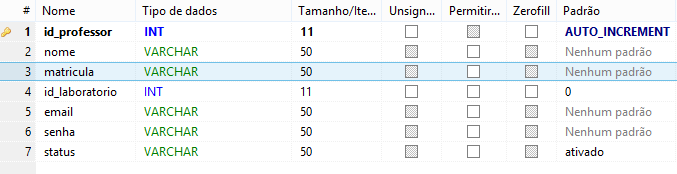 # Nome Tipo de dados Tamanho/Ite... Unsign... Permitir... Zerofill Padrão
1 id_professor INT 11 AUTO_INCREMENT
2 nome VARCHAR 50 Nenhum padrão
3 matricula VARCHAR 50 Nenhum padrão
4 id_laboratorio INT 11 0
5 email VARCHAR 50 Nenhum padrão
6 senha VARCHAR 50 Nenhum padrão
7 status VARCHAR 50 ativado